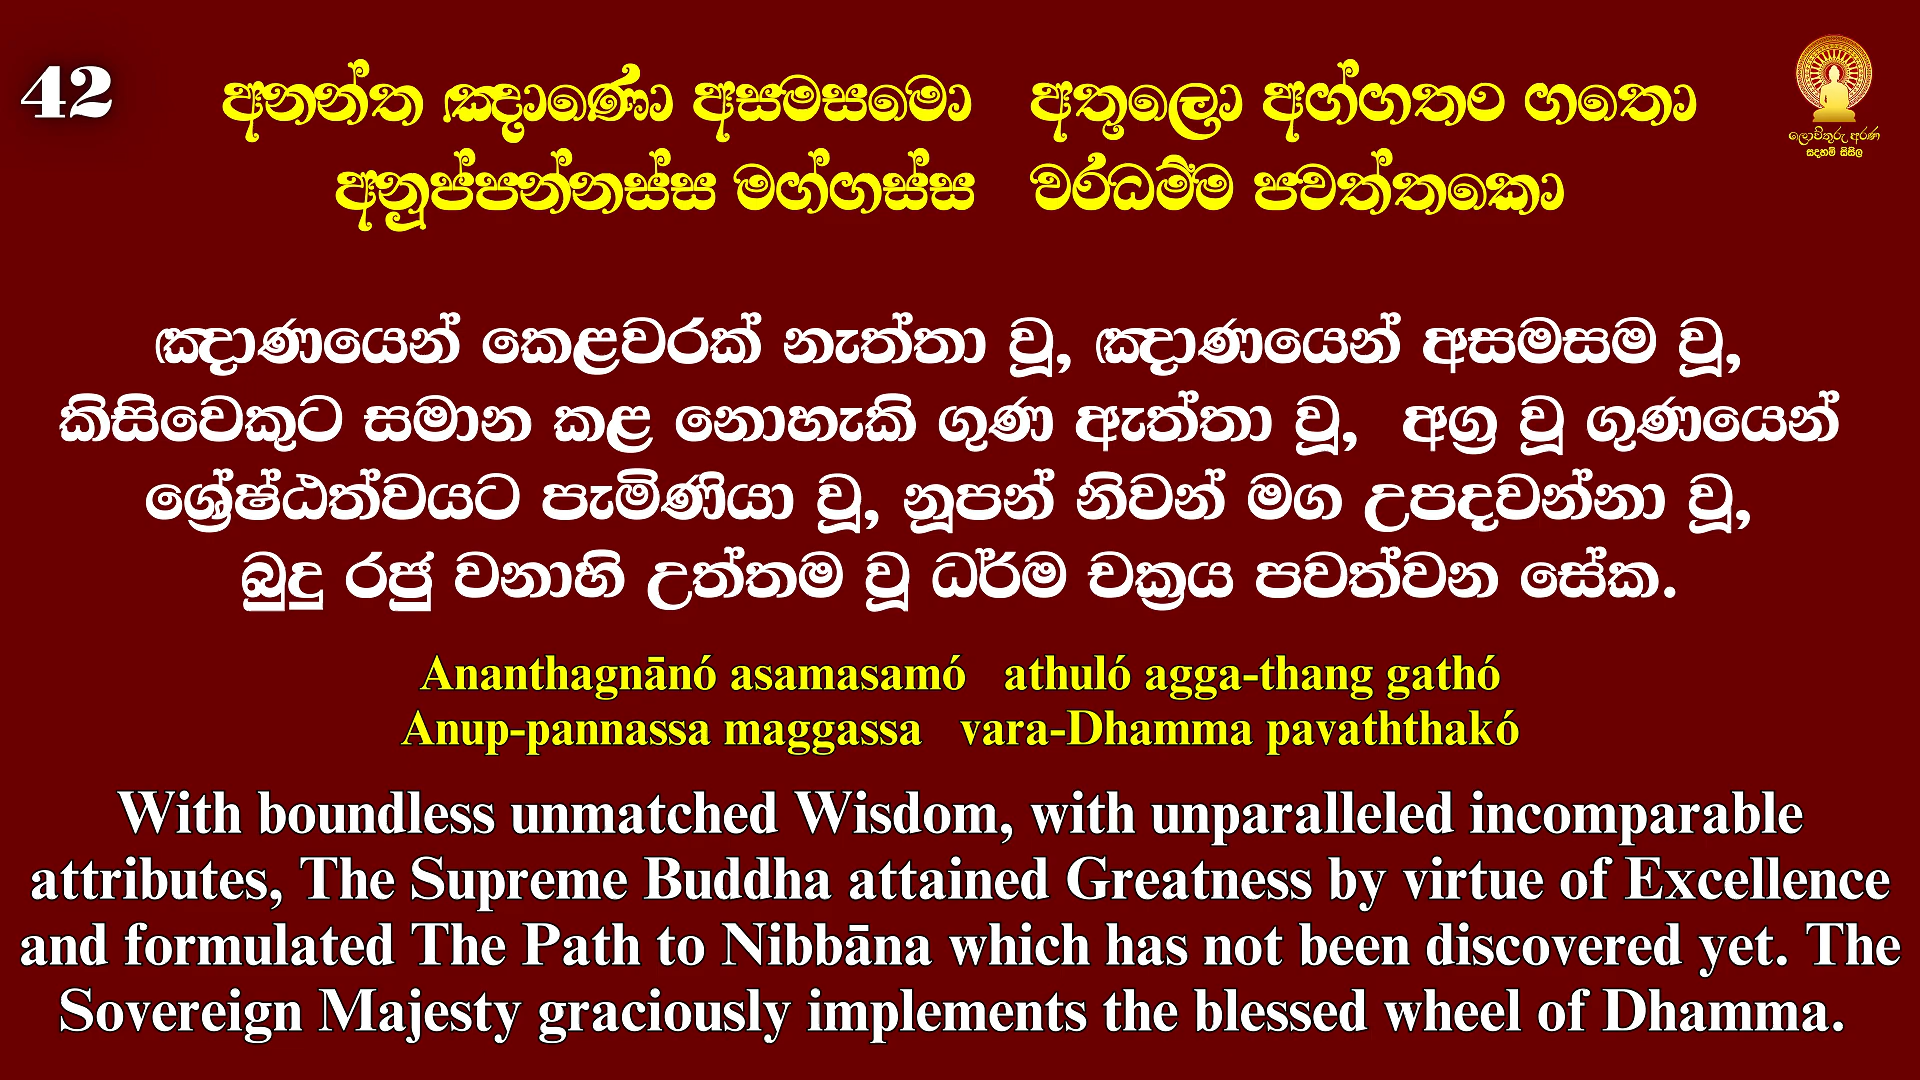 42
අනන්ත ඤාණෝ අසමසමො අතුලො අග්ගතං ගතො
අනූප්පන්නස්ස මග්ගස්ස වරධම්ම පවත්තකො
ලොවිතුරු අරණ
සදහම් සිසිල
ඤාණයෙන් කෙළවරක් නැත්තා වූ, ඤාණයෙන් අසමසම වූ,
කිසිවෙකුට සමාන කළ නොහැකි ගුණ ඇත්තා වූ, අග්‍ර වූ ගුණයෙන්
ශ්‍රේෂ්ඨත්වයට පැමිණියා වූ, නූපන් නිවන් මග උපදවන්නා වූ,
බුදු රජු වනාහි උත්තම වූ ධර්ම චක්‍රය පවත්වන සේක.
Ananthagnānó asamasamó athuló agga-thang gathó
Anup-pannassa maggassa vara-Dhamma pavaththakó
With boundless unmatched Wisdom, with unparalleled incomparable
attributes, The Supreme Buddha attained Greatness by virtue of Excellence
and formulated The Path to Nibbāna which has not been discovered yet. The
Sovereign Majesty graciously implements the blessed wheel of Dhamma.